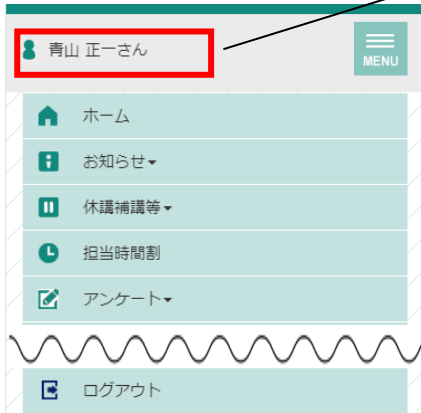 青山 正一さん
MENU
ホーム
お知らせ▾
休講補講等▾
担当時間割
アンケート▾
ログアウト